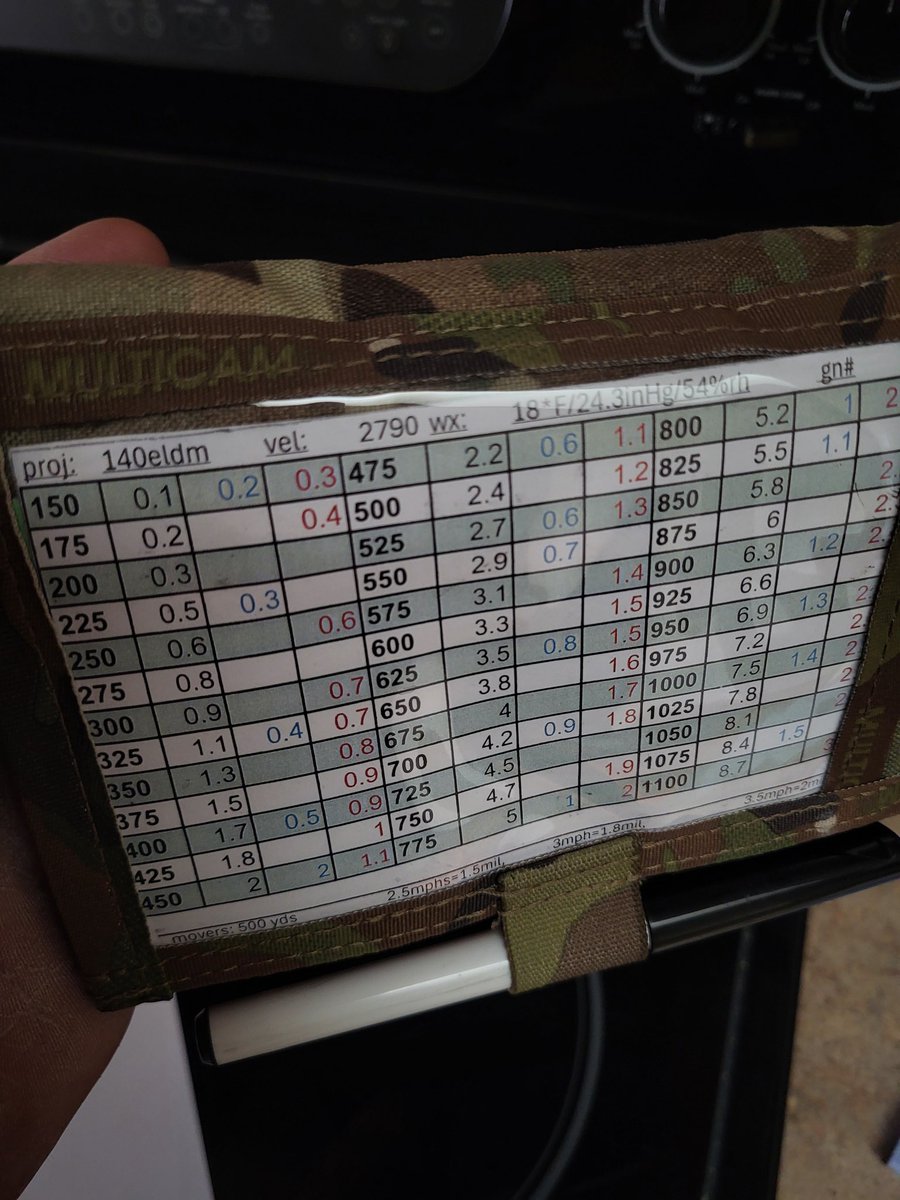 MULTICAM
proj: 140eldm vel: 2790 wx: 18*F/24.3inHg/54%rh gn#
150 0.1 0.2 0.3 475 2.2 0.6 1.1 800 5.2 1
175 0.2 0.4 500 2.4 1.2 825 5.5 1.1
200 0.3 525 2.7 0.6 1.3 850 5.8
225 0.5 0.3 550 2.9 0.7 875 6
250 0.6 0.6 575 3.1 1.4 900 6.3 1.2
275 0.8 600 3.3 1.5 925 6.6
300 0.9 0.7 625 3.5 0.8 1.5 950 6.9 1.3
325 1.1 0.4 0.7 650 3.8 1.6 975 7.2
350 1.3 0.8 675 4 1.7 1000 7.5 1.4
375 1.5 0.9 700 4.2 0.9 1.8 1025 7.8
400 1.7 0.5 0.9 725 4.5 1050 8.1
425 1.8 1 750 4.7 1.9 1075 8.4 1.5
450 2 2 1.1 775 5 1 2 1100 8.7
movers: 500 yds 2.5mphs=1.5mil, 3mph=1.8mil, 3.5mph=2m